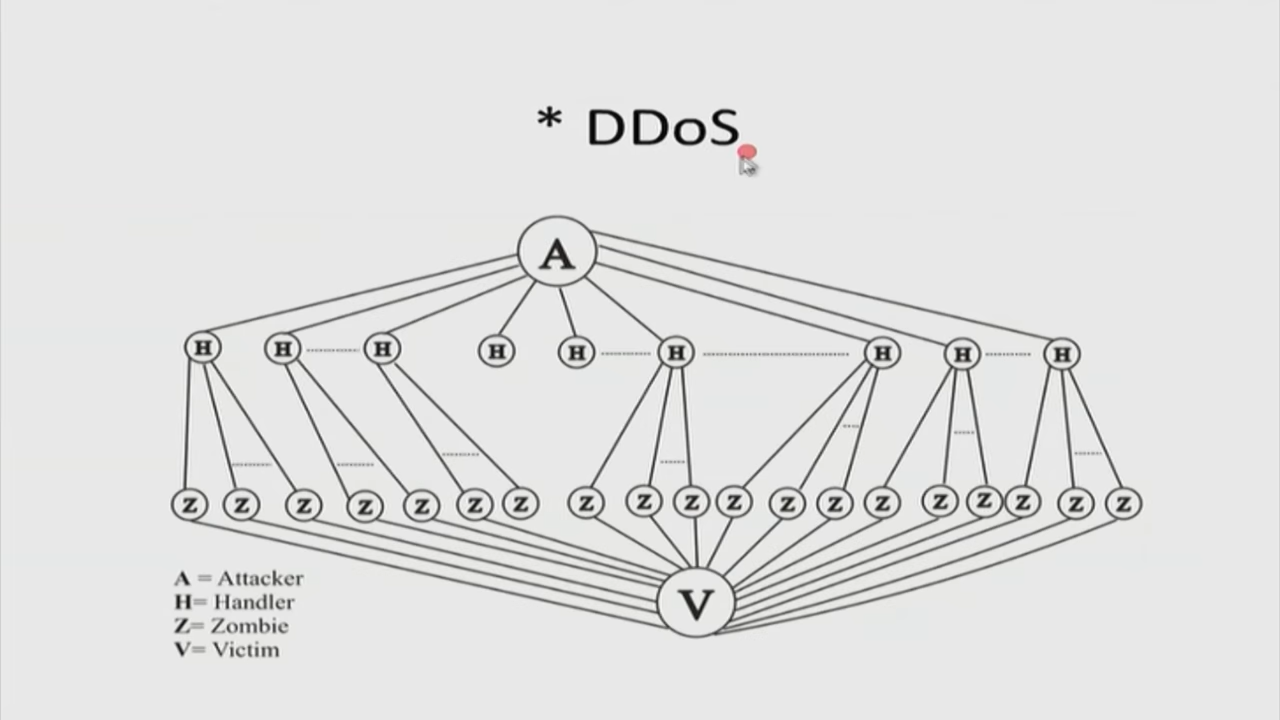 * DDoS
A
H H H H H H H H H
Z Z Z Z Z Z Z Z Z Z Z Z Z Z Z Z Z Z Z
V
A = Attacker
H= Handler
Z= Zombie
V= Victim